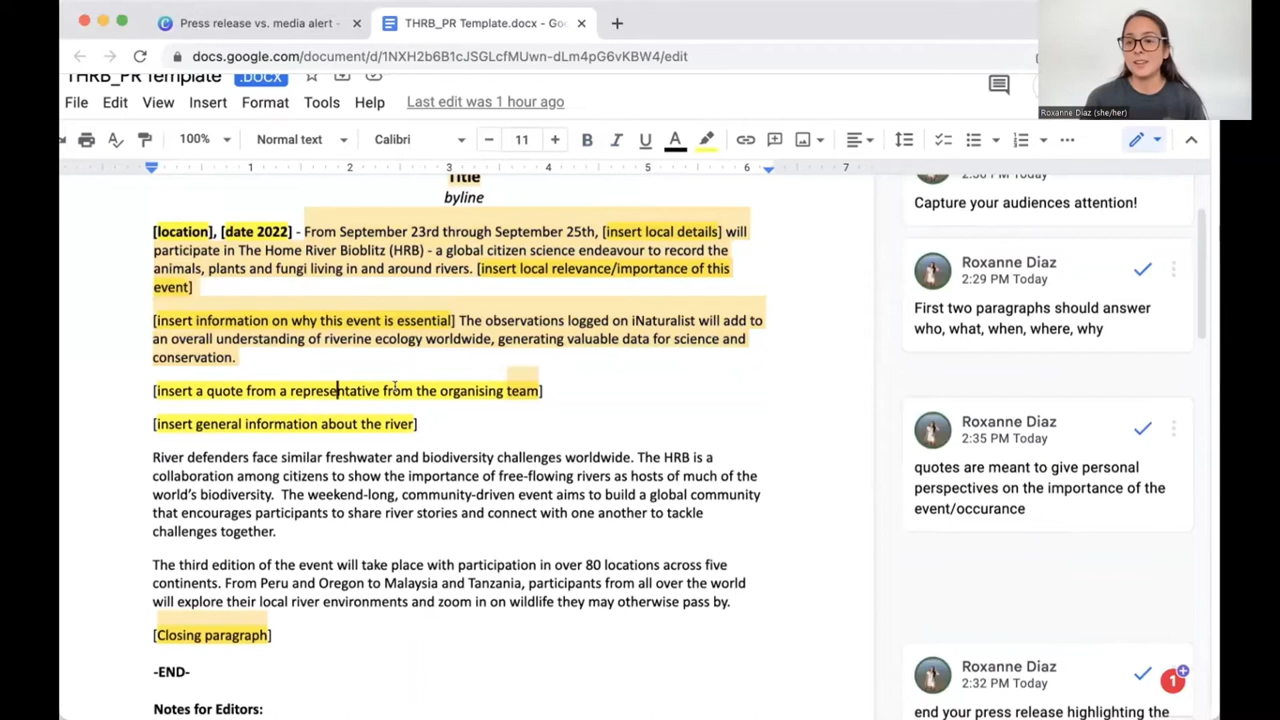 Press release vs. media alert -
THRB_PR Template.docx - Goo
docs.google.com/document/d/1NXH2b6B1cJSGLcfMUwn-dLm4pG6vKBW4/edit
Roxanne Diaz (she/her)
THRB_PR Template .DOCX
File Edit View Insert Format Tools Help Last edit was 1 hour ago
100% Normal text Calibri 11 B I U A
1 2 3 4 5 6 7
Title
byline
[location], [date 2022] - From September 23rd through September 25th, [insert local details] will
participate in The Home River Bioblitz (HRB) - a global citizen science endeavour to record the
animals, plants and fungi living in and around rivers. [insert local relevance/importance of this
event]
[insert information on why this event is essential] The observations logged on iNaturalist will add to
an overall understanding of riverine ecology worldwide, generating valuable data for science and
conservation.
[insert a quote from a representative from the organising team]
[insert general information about the river]
River defenders face similar freshwater and biodiversity challenges worldwide. The HRB is a
collaboration among citizens to show the importance of free-flowing rivers as hosts of much of the
world's biodiversity.  The weekend-long, community-driven event aims to build a global community
that encourages participants to share river stories and connect with one another to tackle
challenges together.
The third edition of the event will take place with participation in over 80 locations across five
continents. From Peru and Oregon to Malaysia and Tanzania, participants from all over the world
will explore their local river environments and zoom in on wildlife they may otherwise pass by.
[Closing paragraph]
-END-
Notes for Editors:
2:30 PM Today
Capture your audiences attention!
Roxanne Diaz
2:29 PM Today
First two paragraphs should answer
who, what, when, where, why
Roxanne Diaz
2:35 PM Today
quotes are meant to give personal
perspectives on the importance of the
event/occurance
Roxanne Diaz
2:32 PM Today
1
end your press release highlighting the